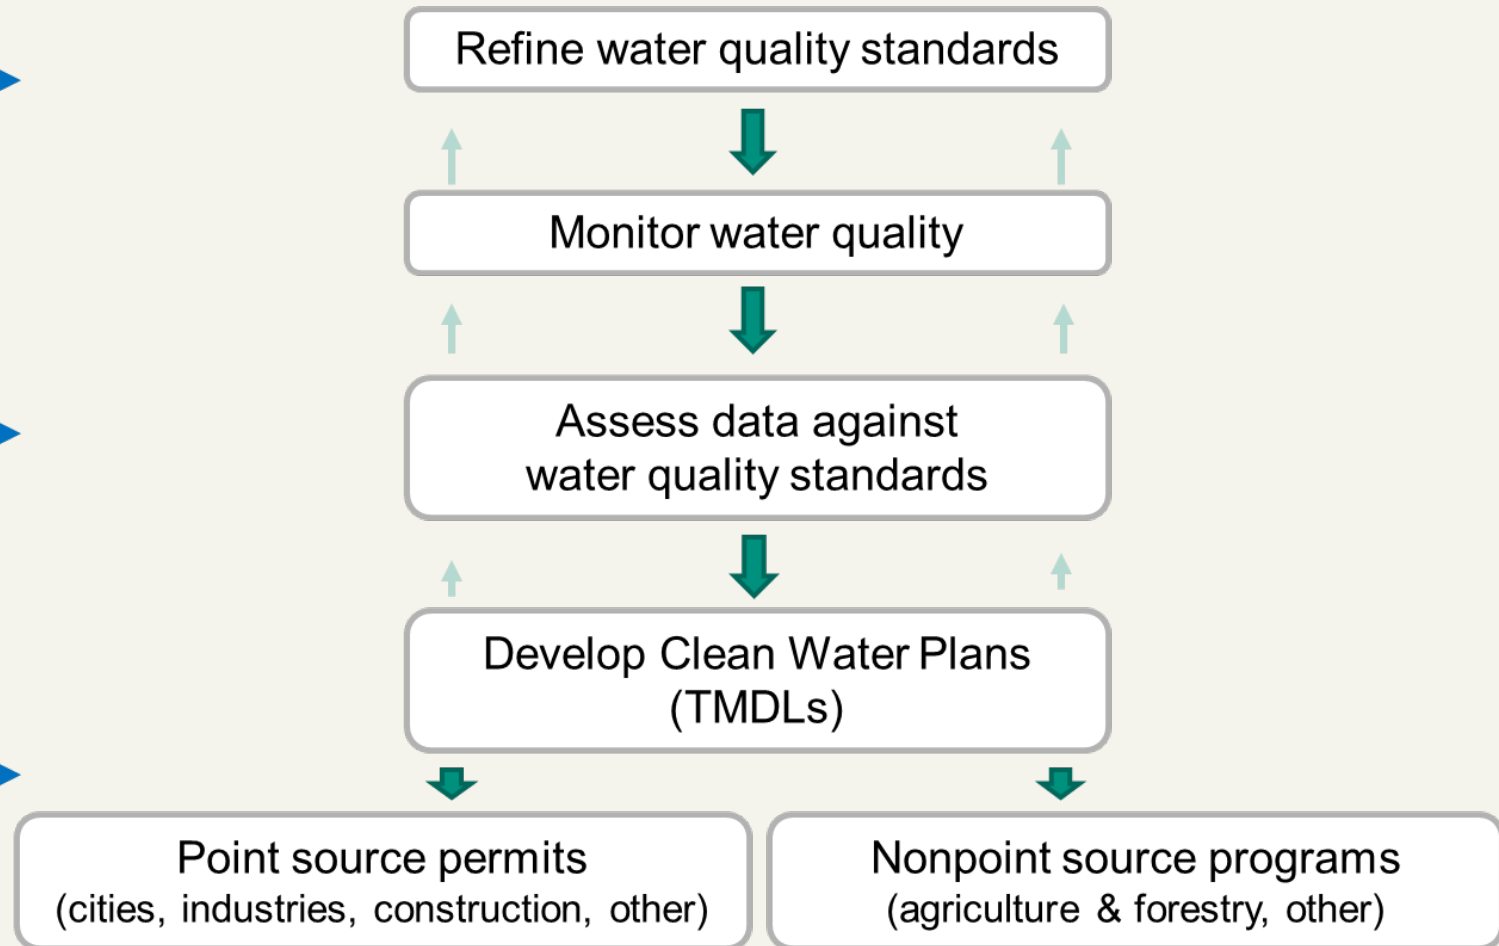 Refine water quality standards
Monitor water quality
Assess data against
water quality standards
Develop Clean Water Plans
(TMDLs)
Point source permits
(cities, industries, construction, other)
Nonpoint source programs
(agriculture & forestry, other)